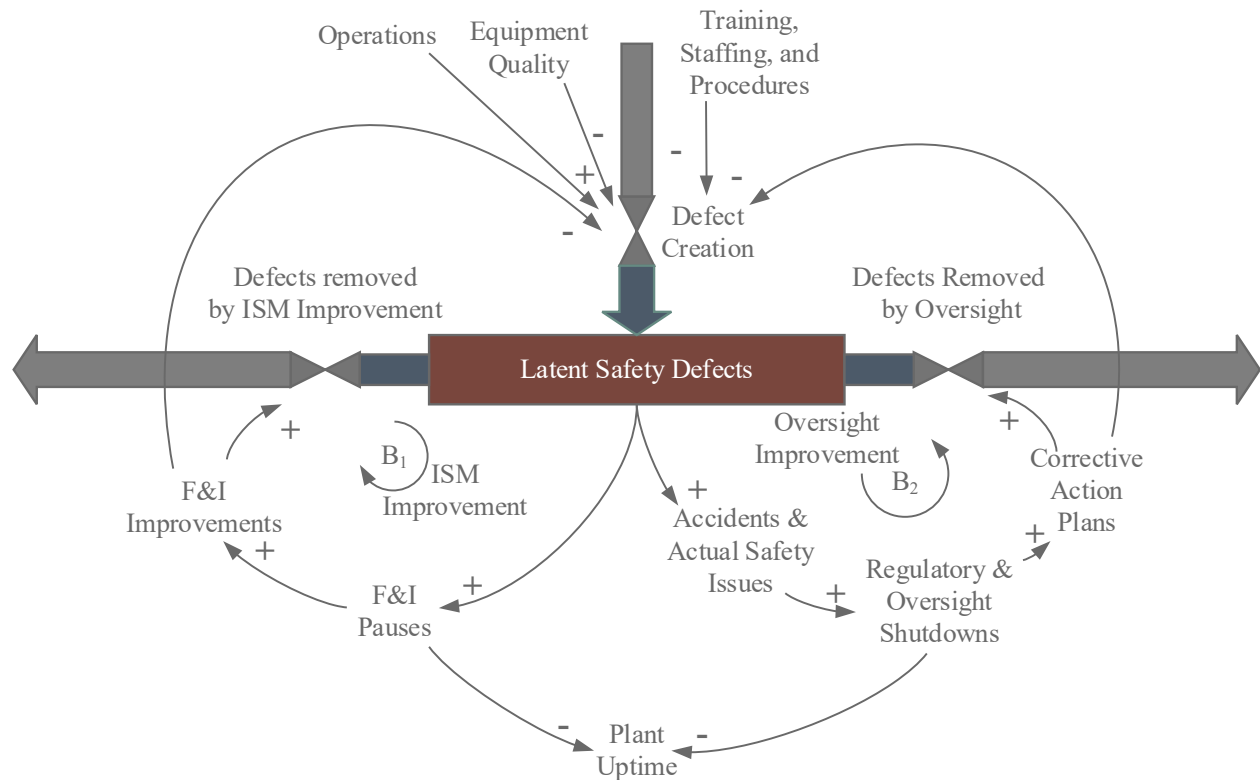 Operations
Equipment
Quality
Training,
Staffing, and
Procedures
-
-
-
+
-
-
Defect
Creation
Defects removed
by ISM Improvement
Defects Removed
by Oversight
Latent Safety Defects
+
B₁
ISM
Improvement
Oversight
Improvement
B₂
+
F&I
Improvements
+
Accidents &
Actual Safety
Issues
Corrective
Action
Plans
+
+
F&I
Pauses
+
+
Regulatory &
Oversight
Shutdowns
-
-
Plant
Uptime